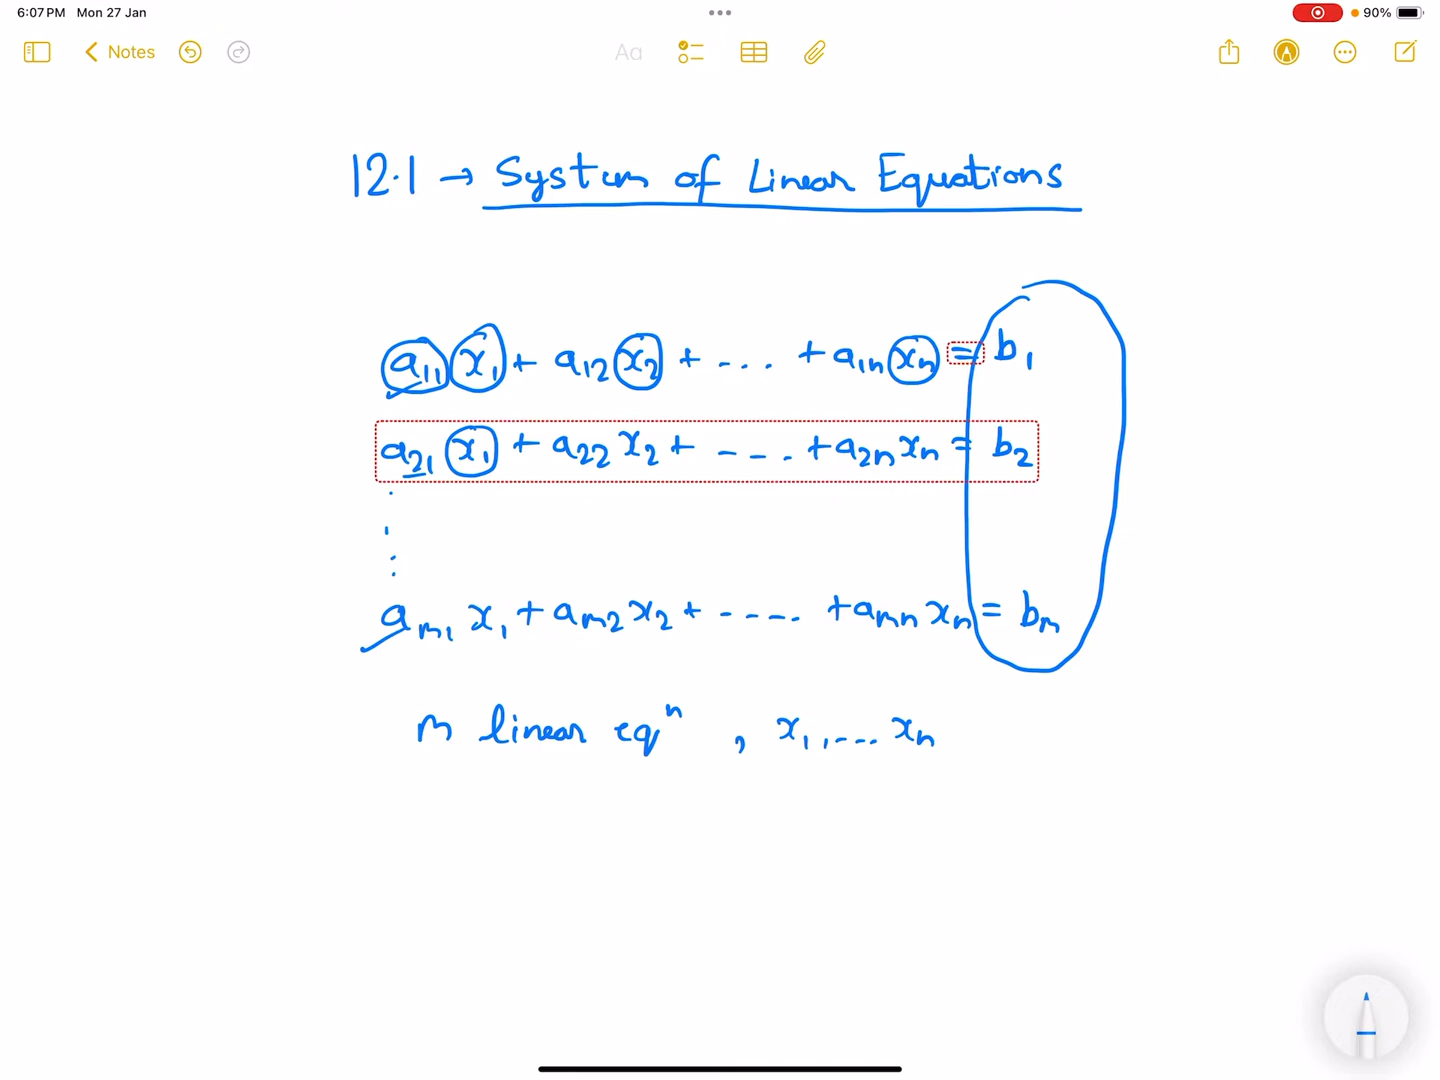 6:07 PM Mon 27 Jan 90%
Notes Aa
12.1 → System of Linear Equations
a₁₁ x₁ + a₁₂ x₂ + .... + a₁ₙ xₙ = b₁
a₂₁ x₁ + a₂₂ x₂ + ---. + a₂ₙ xₙ = b₂
⋮
aₘ₁ x₁ + aₘ₂ x₂ + ----. + aₘₙ xₙ = bₘ
m linear eqⁿ , x₁,,... xₙ